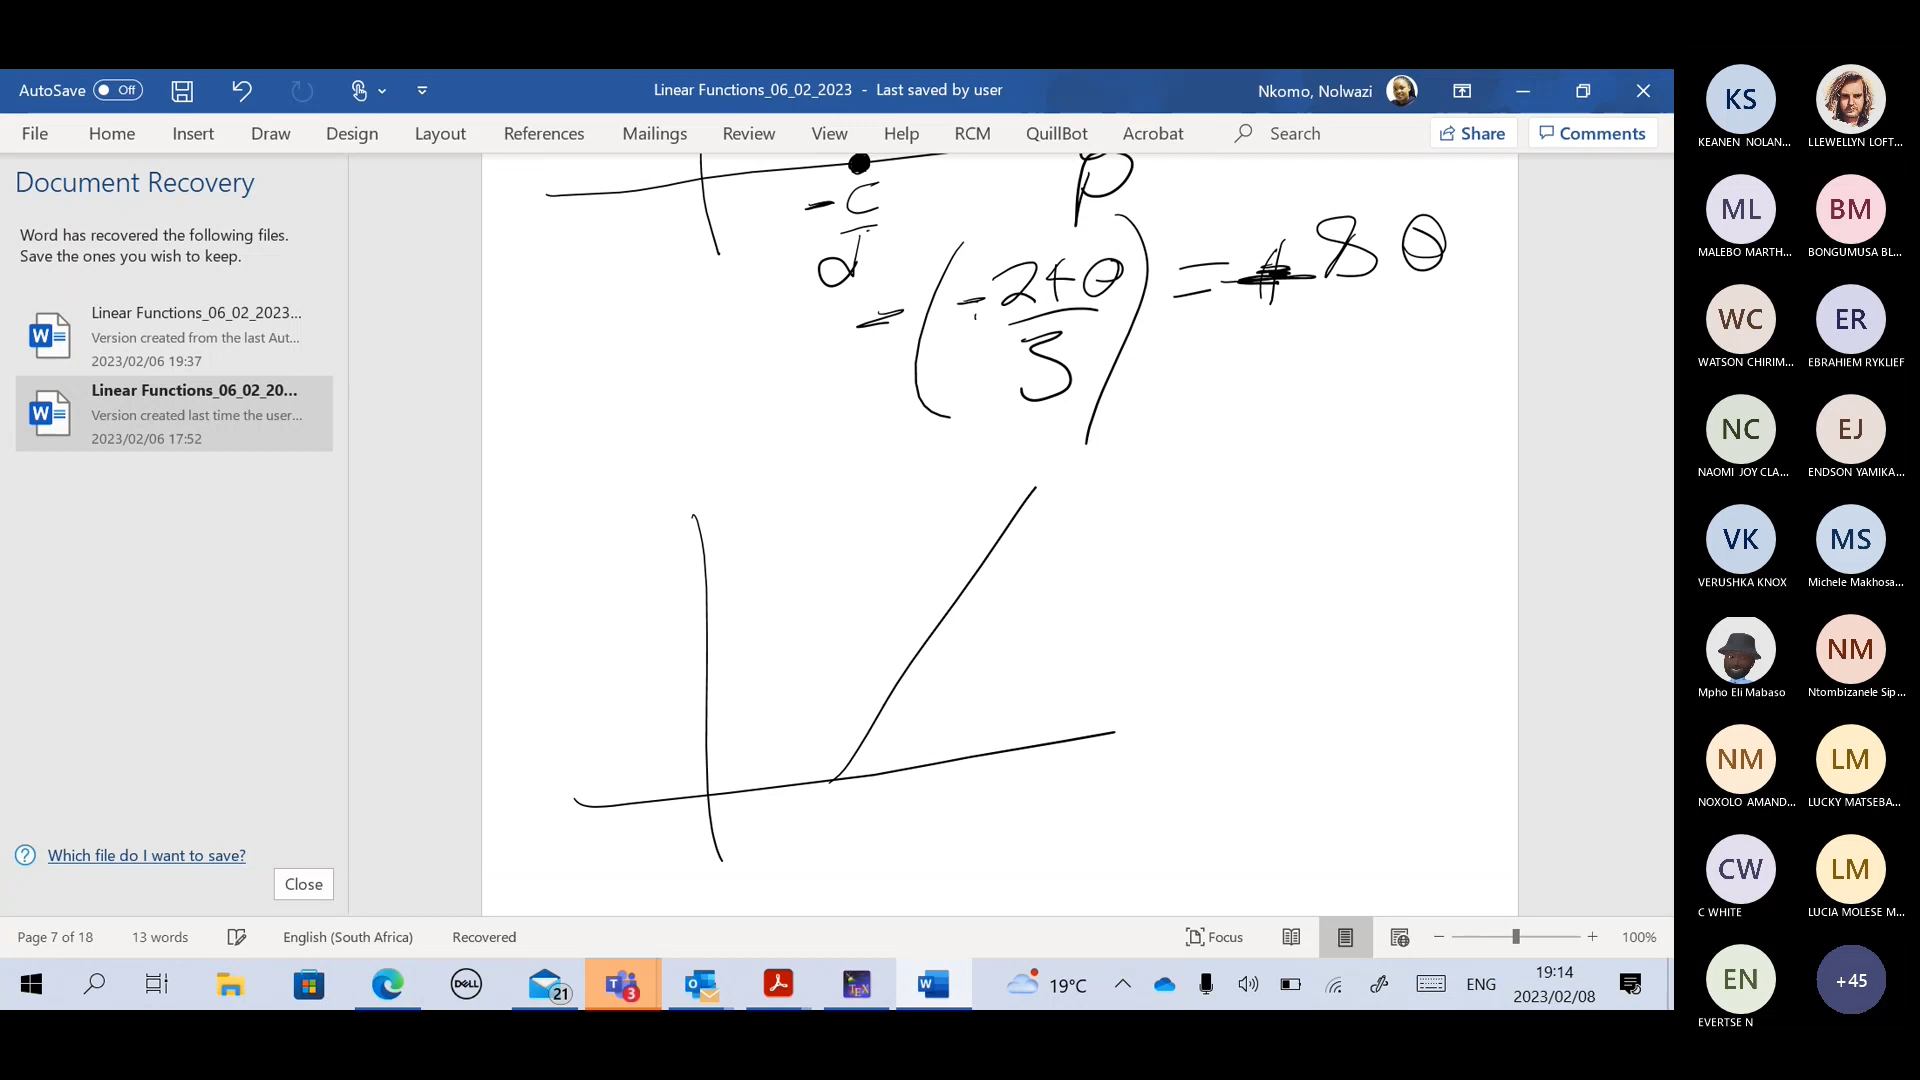 AutoSave Off
Linear Functions_06_02_2023 - Last saved by user
Nkomo, Nolwazi
File Home Insert Draw Design Layout References Mailings Review View Help RCM QuillBot Acrobat Search Share Comments
Document Recovery
Word has recovered the following files.
Save the ones you wish to keep.
Linear Functions_06_02_2023...
Version created from the last Aut...
2023/02/06 19:37
Linear Functions_06_02_20...
Version created last time the user...
2023/02/06 17:52
Which file do I want to save?
Close
P
-c
d
= (-240/3) = 80
Page 7 of 18 13 words English (South Africa) Recovered Focus 100%
DELL
21
3
TEX
19°C
ENG
19:14
2023/02/08
KS
KEANEN NOLAN...
LLEWELLYN LOFT...
ML
MALEBO MARTH...
BM
BONGUMUSA BL...
WC
WATSON CHIRIM...
ER
EBRAHIEM RYKLIEF
NC
NAOMI JOY CLA...
EJ
ENDSON YAMIKA...
VK
VERUSHKA KNOX
MS
Michele Makhosa...
Mpho Eli Mabaso
NM
Ntombizanele Sip...
NM
NOXOLO AMAND...
LM
LUCKY MATSEBA...
CW
C WHITE
LM
LUCIA MOLESE M...
EN
EVERTSE N
+45